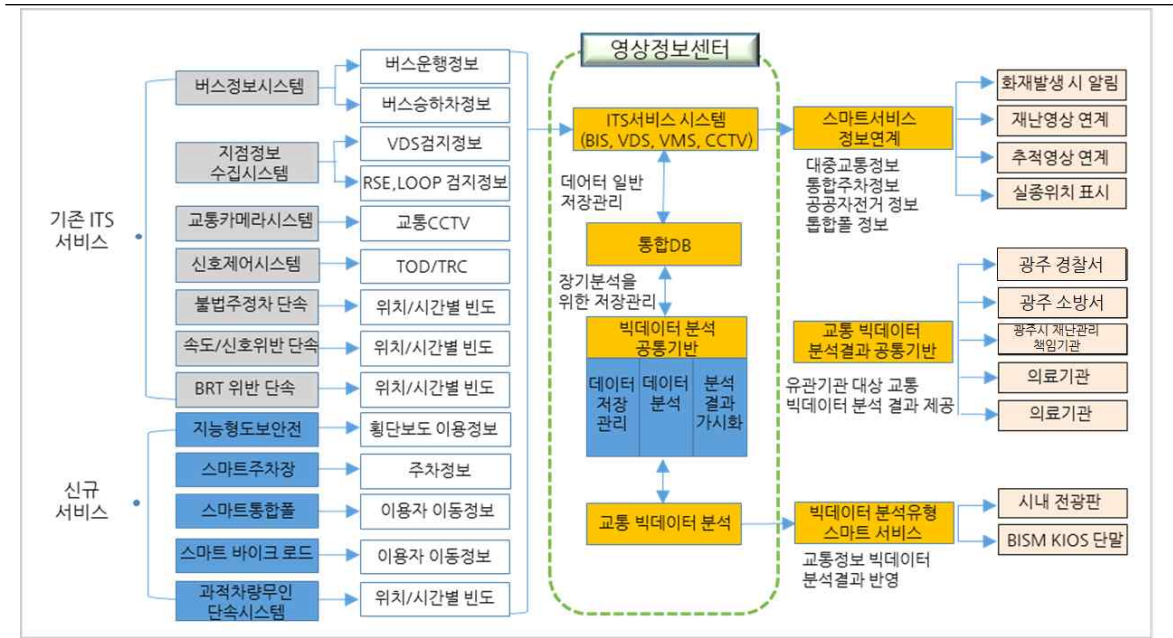 영상정보센터
기존 ITS
서비스
버스정보시스템
버스운행정보
버스승하차정보
지점정보
수집시스템
VDS검지정보
RSE,LOOP 검지정보
교통카메라시스템
교통CCTV
신호제어시스템
TOD/TRC
불법주정차 단속
위치/시간별 빈도
속도/신호위반 단속
위치/시간별 빈도
BRT 위반 단속
위치/시간별 빈도
신규
서비스
지능형도보안전
횡단보도 이용정보
스마트주차장
주차정보
스마트통합폴
이용자 이동정보
스마트 바이크 로드
이용자 이동정보
과적차량무인
단속시스템
위치/시간별 빈도
ITS서비스 시스템
(BIS, VDS, VMS, CCTV)
데어터 일반
저장관리
통합DB
장기분석을
위한 저장관리
빅데이터 분석
공통기반
데이터
저장
관리
데이터
분석
분석
결과
가시화
교통 빅데이터 분석
스마트서비스
정보연계
대중교통정보
통합주차정보
공공자전거 정보
톱합폴 정보
화재발생 시 알림
재난영상 연계
추적영상 연계
실종위치 표시
교통 빅데이터
분석결과 공통기반
유관기관 대상 교통
빅데이터 분석 결과 제공
광주 경찰서
광주 소방서
광주시 재난관리
책임기관
의료기관
의료기관
빅데이터 분석유형
스마트 서비스
교통정보 빅데이터
분석결과 반영
시내 전광판
BISM KIOS 단말